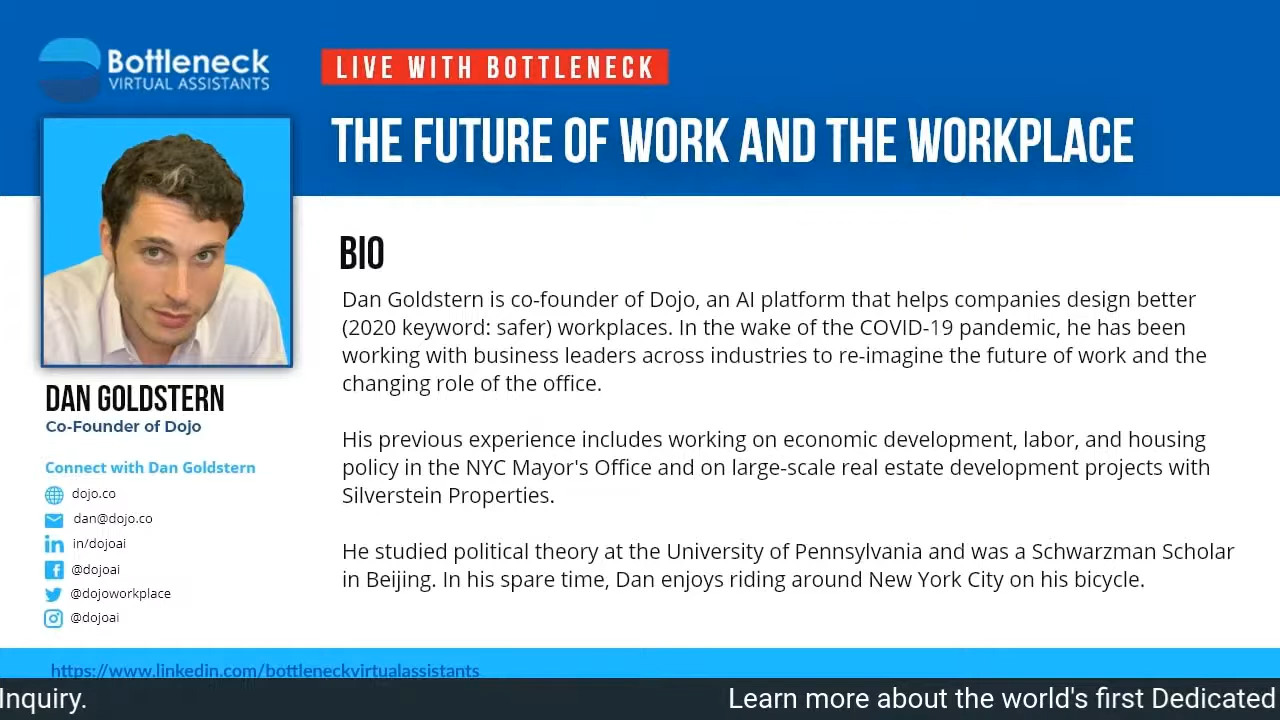 Bottleneck
VIRTUAL ASSISTANTS
LIVE WITH BOTTLENECK
THE FUTURE OF WORK AND THE WORKPLACE
DAN GOLDSTERN
Co-Founder of Dojo
Connect with Dan Goldstern
dojo.co
dan@dojo.co
in/dojoai
@dojoai
@dojoworkplace
@dojoai
BIO
Dan Goldstern is co-founder of Dojo, an AI platform that helps companies design better
(2020 keyword: safer) workplaces. In the wake of the COVID-19 pandemic, he has been
working with business leaders across industries to re-imagine the future of work and the
changing role of the office.
His previous experience includes working on economic development, labor, and housing
policy in the NYC Mayor's Office and on large-scale real estate development projects with
Silverstein Properties.
He studied political theory at the University of Pennsylvania and was a Schwarzman Scholar
in Beijing. In his spare time, Dan enjoys riding around New York City on his bicycle.
https://www.linkedin.com/bottleneckvirtualassistants
Inquiry. Learn more about the world's first Dedicated